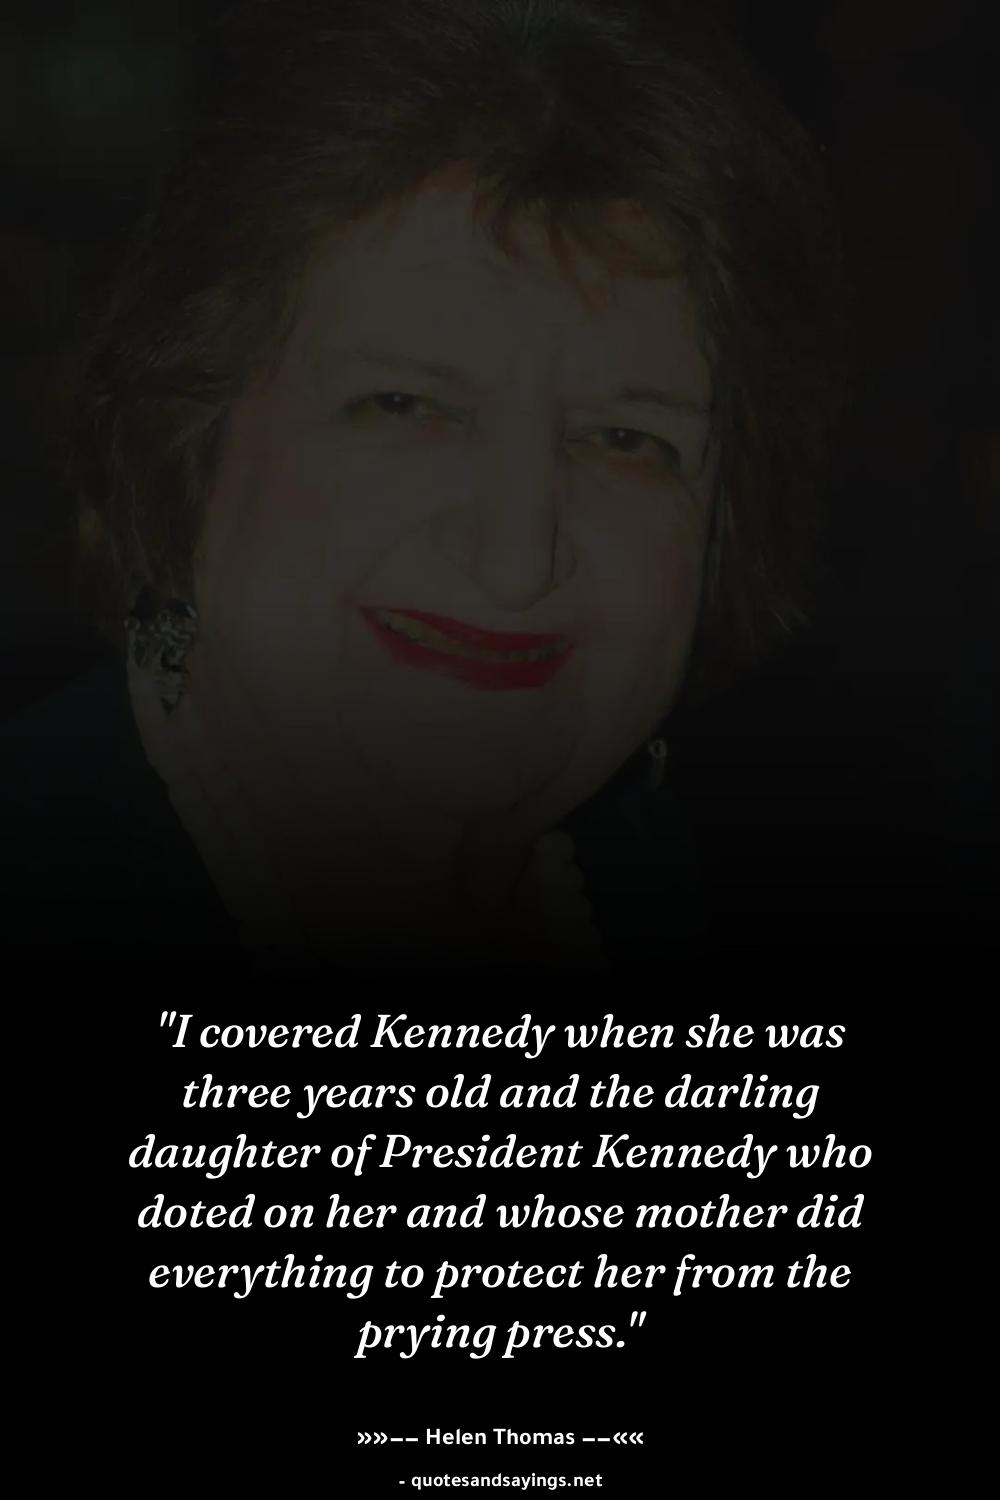 "I covered Kennedy when she was
three years old and the darling
daughter of President Kennedy who
doted on her and whose mother did
everything to protect her from the
prying press."
»»—— Helen Thomas ——««
- quotesandsayings.net